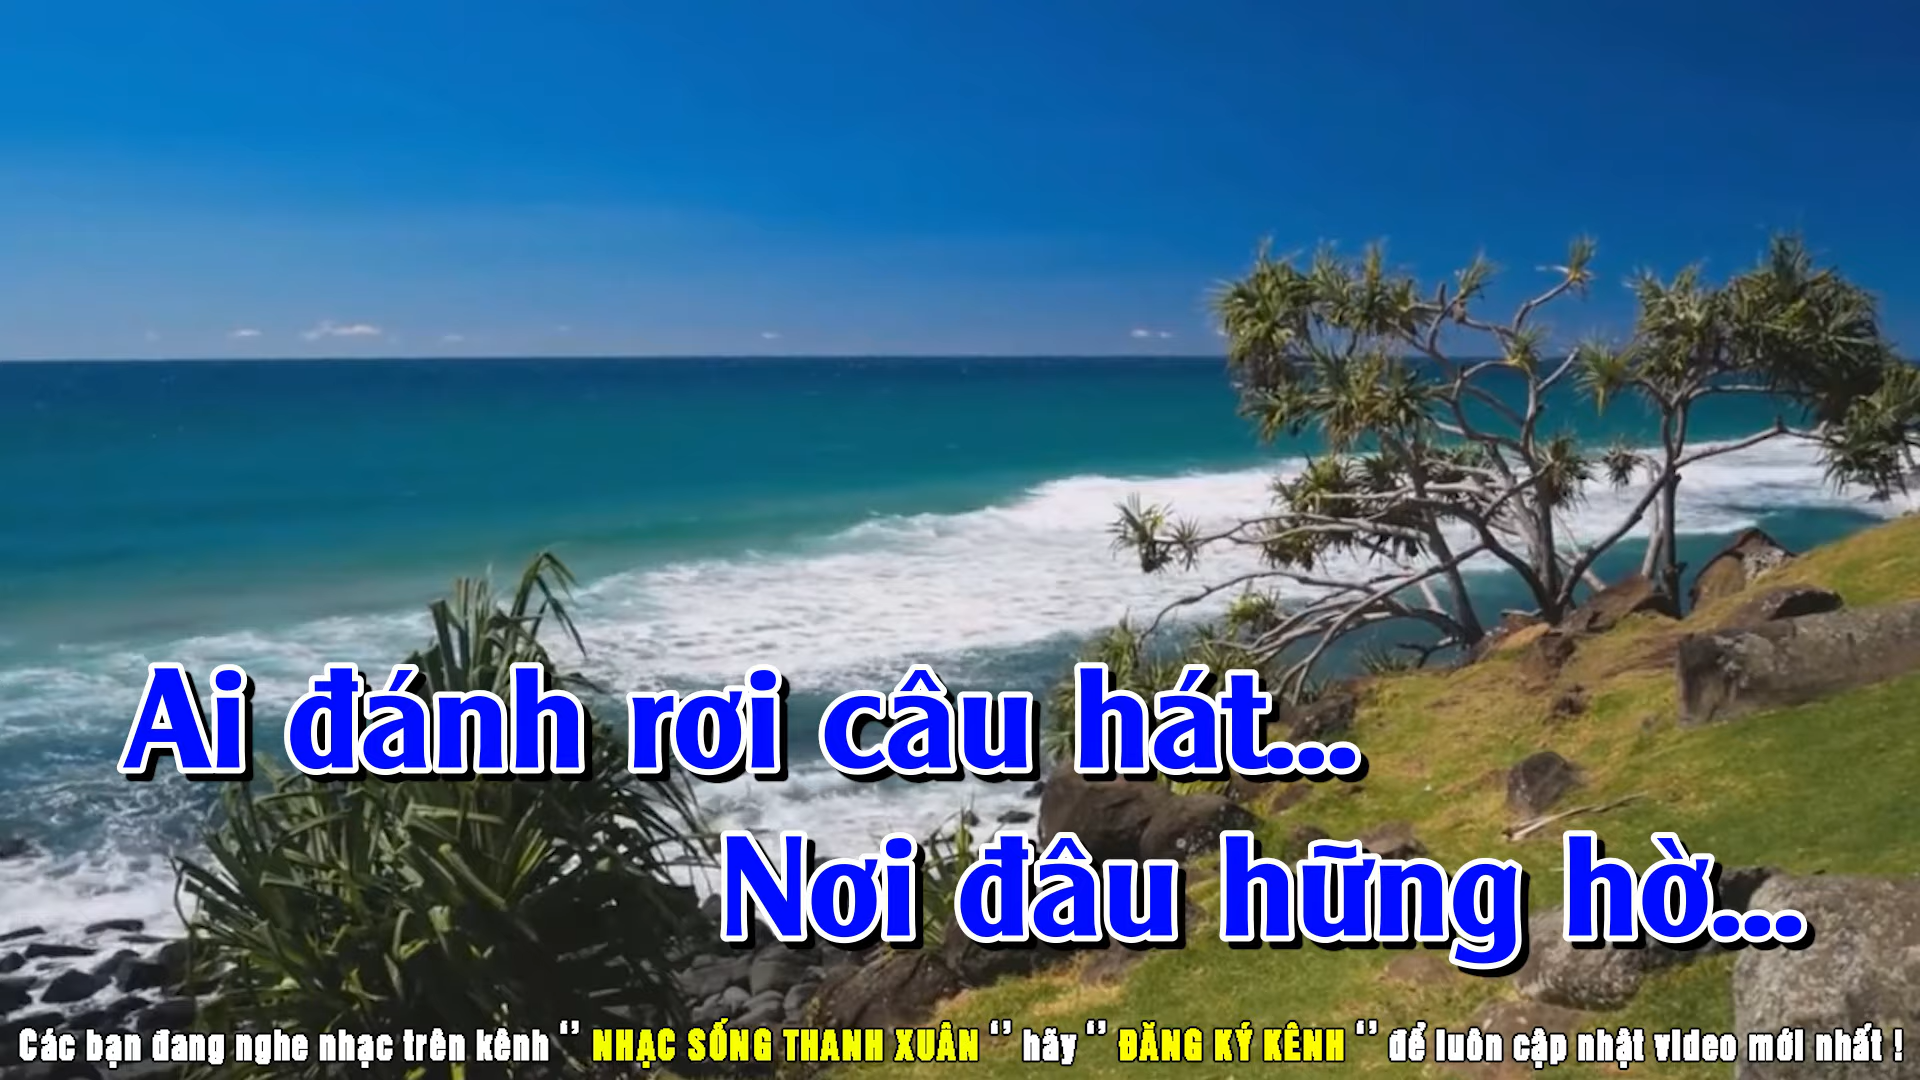 Ai đánh rơi câu hát...
Nơi đâu hững hờ...
Các bạn đang nghe nhạc trên kênh “ NHẠC SỐNG THANH XUÂN “ hãy “ ĐĂNG KÝ KÊNH “ để luôn cập nhật video mới nhất !